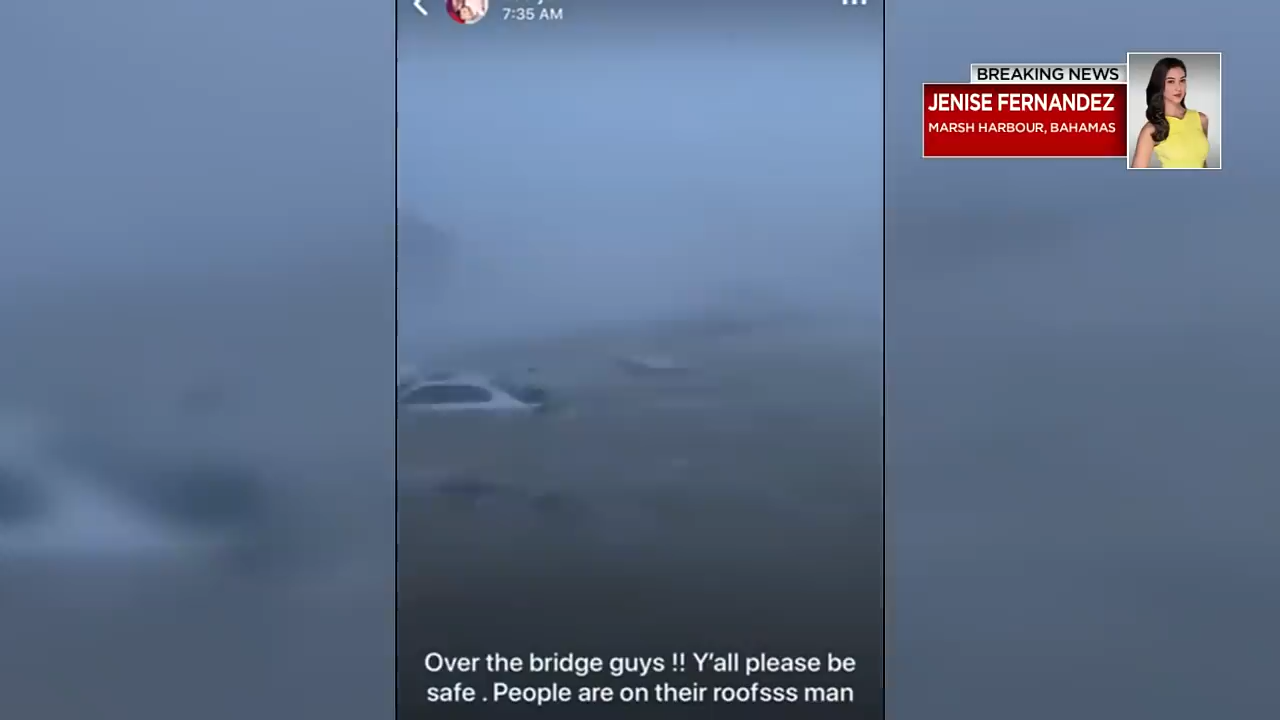 7:35 AM
BREAKING NEWS
JENISE FERNANDEZ
MARSH HARBOUR, BAHAMAS
Over the bridge guys !! Y'all please be
safe . People are on their roofsss man